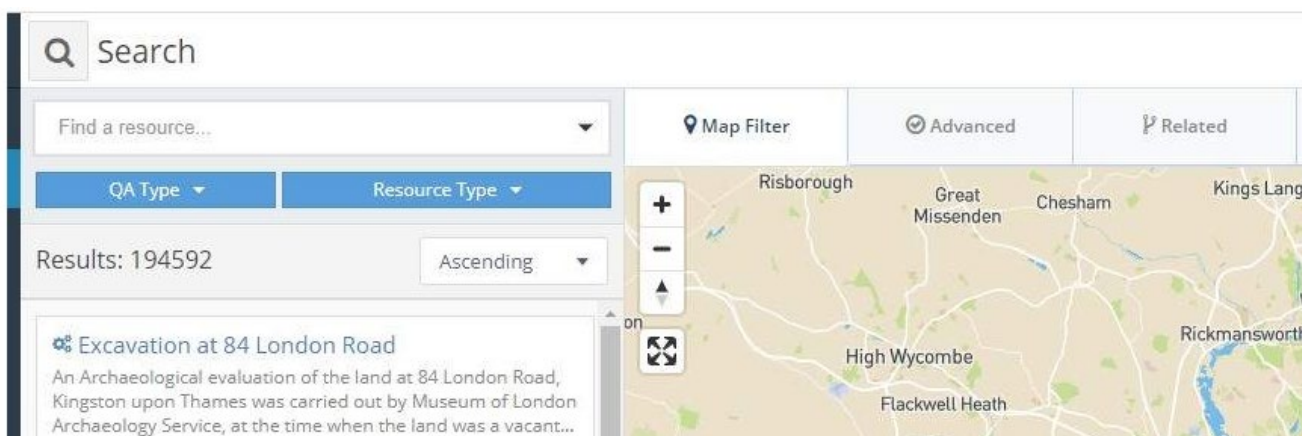 Search
Find a resource...
QA Type
Resource Type
Results: 194592
Ascending
Excavation at 84 London Road
An Archaeological evaluation of the land at 84 London Road,
Kingston upon Thames was carried out by Museum of London
Archaeology Service, at the time when the land was a vacant...
Map Filter
Advanced
Related
Risborough
Great
Missenden
Chesham
Kings Lang
on
Rickmansworth
High Wycombe
Flackwell Heath